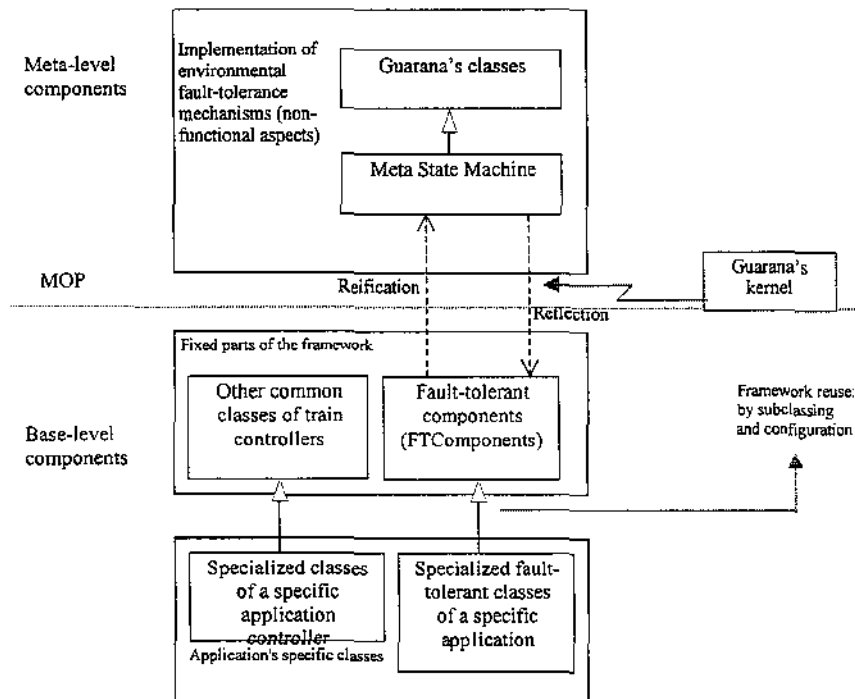 Meta-level
components
Implementation of
environmental
fault-tolerance
mechanisms (non-
functional aspects)
Guarana's classes
Meta State Machine
MOP
Reification
Reflection
Guarana's
kernel
Fixed parts of the framework
Other common
classes of train
controllers
Fault-tolerant
components
(FTComponents)
Base-level
components
Framework reuse:
by subclassing
and configuration
Specialized classes
of a specific
application
controller
Specialized fault-
tolerant classes
of a specific
application
Application's specific classes